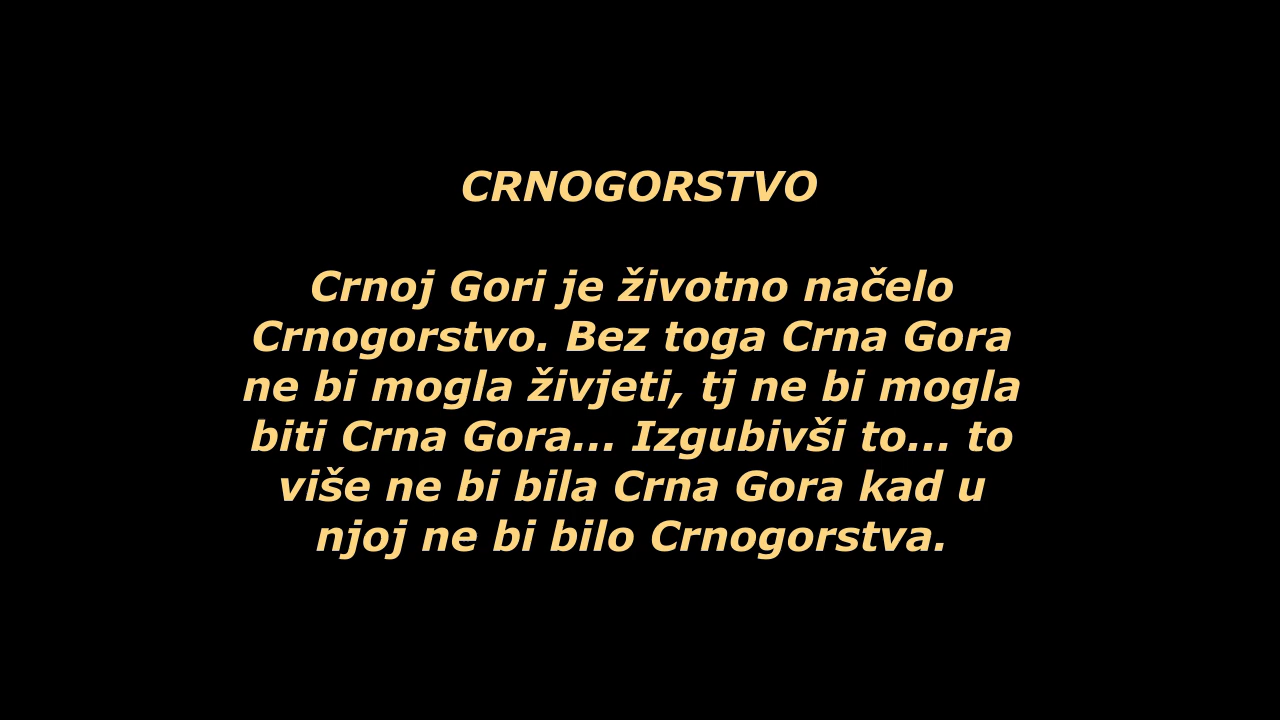 CRNOGORSTVO
Crnoj Gori je životno načelo
Crnogorstvo. Bez toga Crna Gora
ne bi mogla živjeti, tj ne bi mogla
biti Crna Gora... Izgubivši to... to
više ne bi bila Crna Gora kad u
njoj ne bi bilo Crnogorstva.